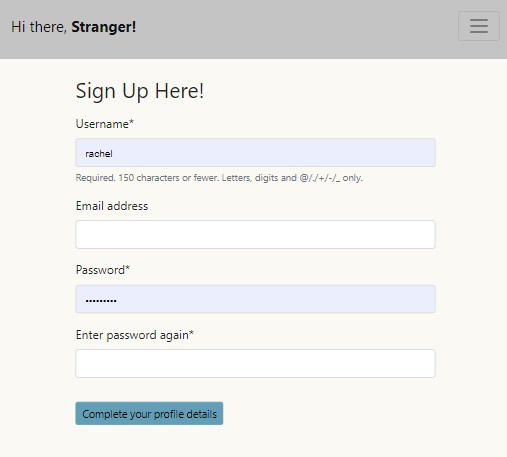 Hi there, Stranger!
Sign Up Here!
Username*
rachel
Required. 150 characters or fewer. Letters, digits and @/./+/-/_ only.
Email address
Password*
•••••••••
Enter password again*
Complete your profile details